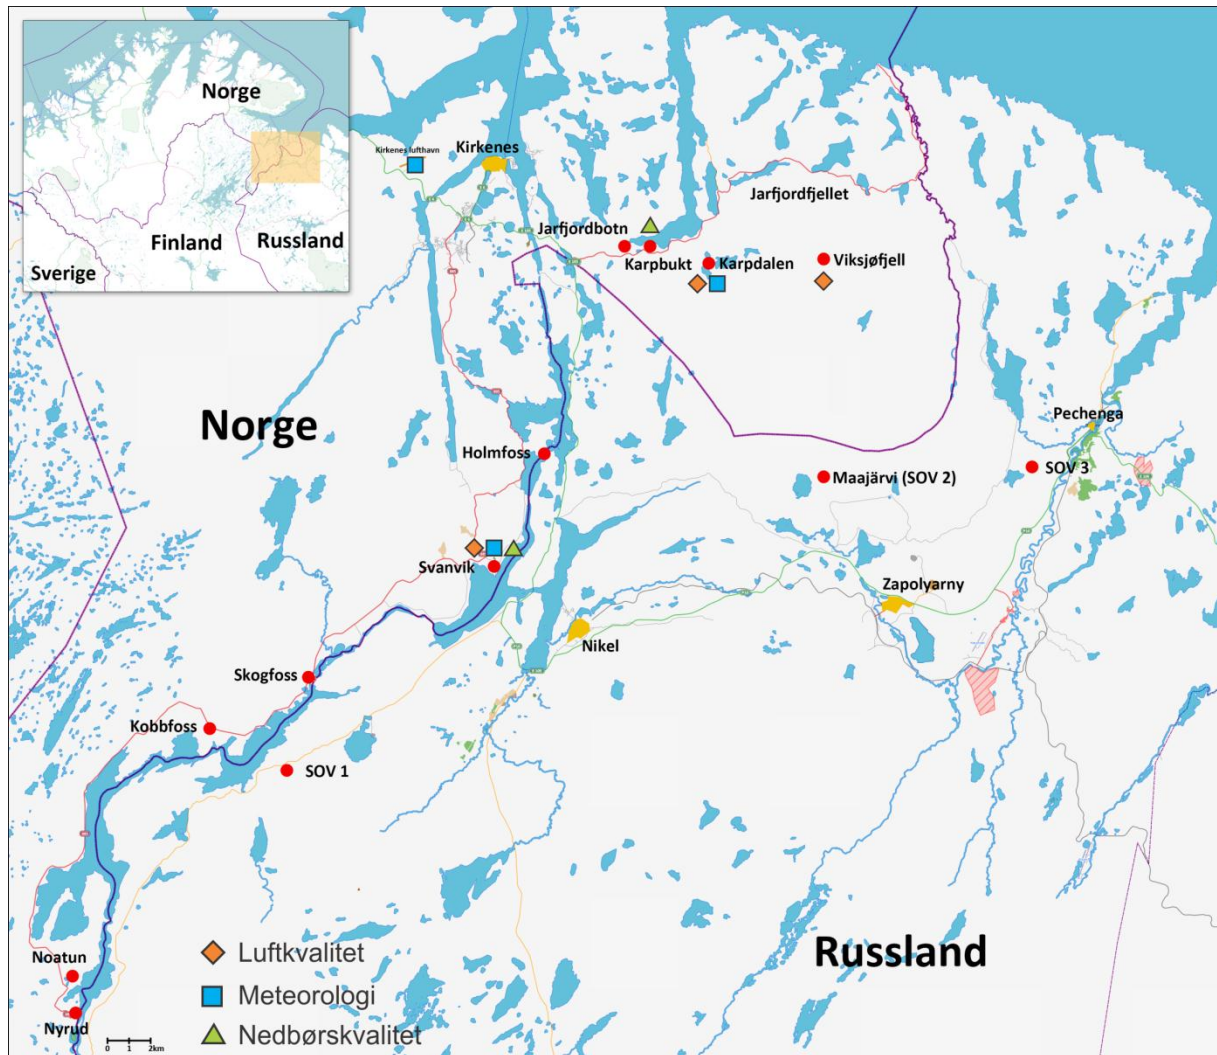 Norge
Finland
Russland
Sverige
Kirkenes lufthavn
Kirkenes
Jarfjordfjellet
Jarfjordbotn
Karpbukt
Karpdalen
Viksjøfjell
Norge
Pechenga
Holmfoss
Maajärvi (SOV 2)
SOV 3
Svanvik
Zapolyarny
Nikel
Skogfoss
Kobbfoss
SOV 1
Noatun
Nyrud
Russland
Luftkvalitet
Meteorologi
Nedbørskvalitet
0 1 2km